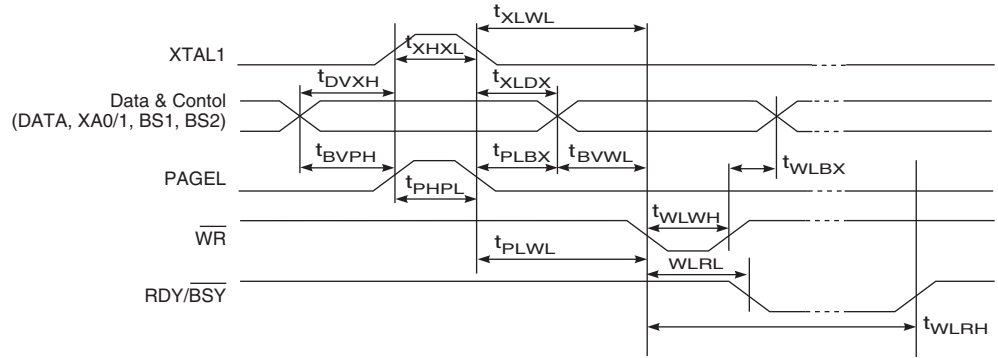 tXLWL
XTAL1
tXHXL
tDVXH
tXLDX
Data & Contol
(DATA, XA0/1, BS1, BS2)
tBVPH
tPLBX
tBVWL
tWLBX
PAGEL
tPHPL
tWLWH
WR
tPLWL
WLRL
RDY/BSY
tWLRH